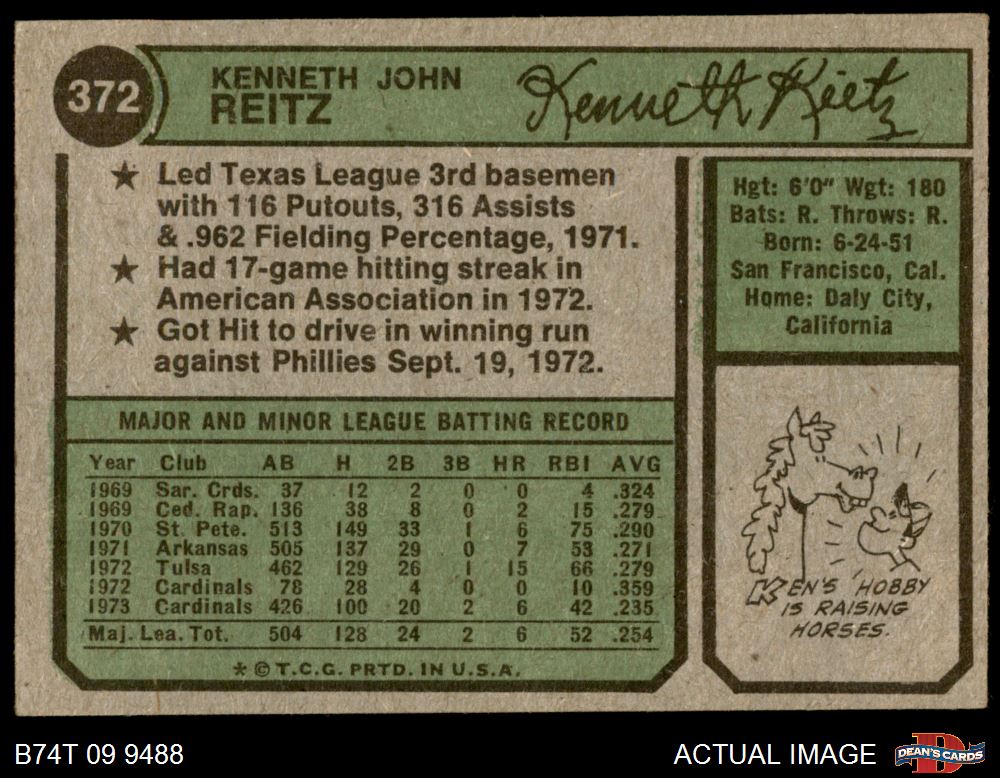 372
KENNETH JOHN
REITZ
Kenneth Reitz
★ Led Texas League 3rd basemen
with 116 Putouts, 316 Assists
& .962 Fielding Percentage, 1971.
★ Had 17-game hitting streak in
American Association in 1972.
★ Got Hit to drive in winning run
against Phillies Sept. 19, 1972.
Hgt: 6'0" Wgt: 180
Bats: R. Throws: R.
Born: 6-24-51
San Francisco, Cal.
Home: Daly City,
California
MAJOR AND MINOR LEAGUE BATTING RECORD
Year Club AB H 2B 3B HR RBI AVG
1969 Sar. Crds. 37 12 2 0 0 4 .324
1969 Ced. Rap. 136 38 8 0 2 15 .279
1970 St. Pete. 513 149 33 1 6 75 .290
1971 Arkansas 505 137 29 0 7 53 .271
1972 Tulsa 462 129 26 1 15 66 .279
1972 Cardinals 78 28 4 0 0 10 .359
1973 Cardinals 426 100 20 2 6 42 .235
Maj. Lea. Tot. 504 128 24 2 6 52 .254
* © T.C.G. PRTD. IN U.S.A.
KEN'S HOBBY
IS RAISING
HORSES.
B74T 09 9488
ACTUAL IMAGE
DEAN'S CARDS